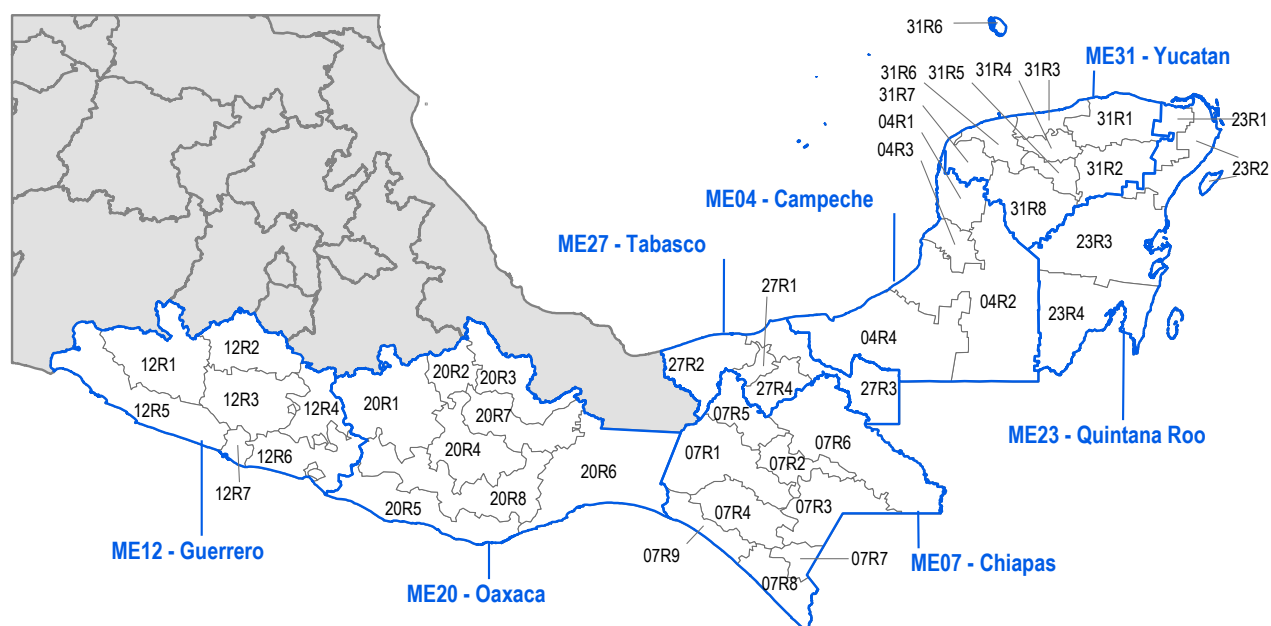 31R6
31R6 31R5 31R4 31R3
ME31 - Yucatan
31R7
04R1
04R3
31R1
23R1
31R2
23R2
ME04 - Campeche
31R8
ME27 - Tabasco
23R3
27R1
04R2
23R4
04R4
12R1
12R2
27R2
20R2
20R3
27R4
27R3
12R5
12R3
12R4
20R1
20R7
07R5
ME23 - Quintana Roo
12R6
20R4
07R1
07R6
07R2
20R6
12R7
20R5
20R8
07R4
07R3
ME12 - Guerrero
07R9
07R7
ME07 - Chiapas
07R8
ME20 - Oaxaca